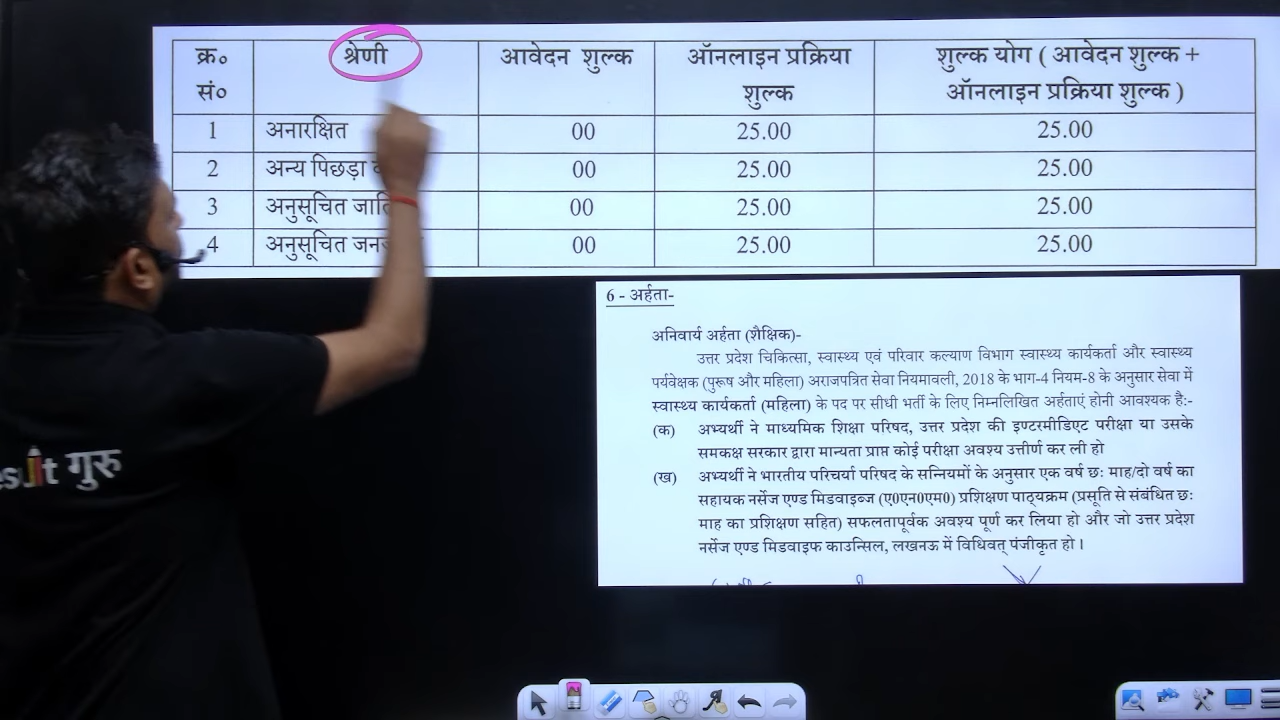 क्र॰ सं॰ श्रेणी आवेदन शुल्क ऑनलाइन प्रक्रिया शुल्क शुल्क योग ( आवेदन शुल्क + ऑनलाइन प्रक्रिया शुल्क )
1 अनारक्षित 00 25.00 25.00
2 अन्य पिछड़ा 00 25.00 25.00
3 अनुसूचित 00 25.00 25.00
4 अनुसूचित 00 25.00 25.00
6 - अर्हता-
अनिवार्य अर्हता (शैक्षिक)-
उत्तर प्रदेश चिकित्सा, स्वास्थ्य एवं परिवार कल्याण विभाग स्वास्थ्य कार्यकर्ता और स्वास्थ्य
पर्यवेक्षक (पुरूष और महिला) अराजपत्रित सेवा नियमावली, 2018 के भाग-4 नियम-8 के अनुसार सेवा में
स्वास्थ्य कार्यकर्ता (महिला) के पद पर सीधी भर्ती के लिए निम्नलिखित अर्हताएं होनी आवश्यक है:-
(क) अभ्यर्थी ने माध्यमिक शिक्षा परिषद, उत्तर प्रदेश की इण्टरमीडिएट परीक्षा या उसके
समकक्ष सरकार द्वारा मान्यता प्राप्त कोई परीक्षा अवश्य उत्तीर्ण कर ली हो
(ख) अभ्यर्थी ने भारतीय परिचर्या परिषद के सन्नियमों के अनुसार एक वर्ष छः माह/दो वर्ष का
सहायक नर्सेज एण्ड मिडवाइब्ज (ए0एन0एम0) प्रशिक्षण पाठ्यक्रम (प्रसूति से संबंधित छः
माह का प्रशिक्षण सहित) सफलतापूर्वक अवश्य पूर्ण कर लिया हो और जो उत्तर प्रदेश
नर्सेज एण्ड मिडवाइफ काउन्सिल, लखनऊ में विधिवत् पंजीकृत हो।
गुरु